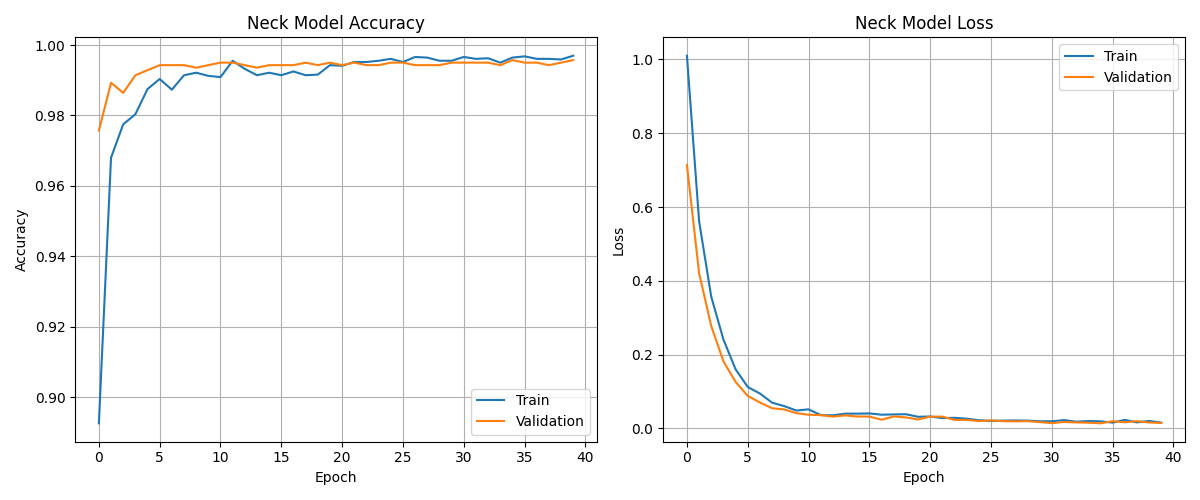 Neck Model Accuracy
1.00
0.98
0.96
0.94
0.92
0.90
Accuracy
Train
Validation
0 5 10 15 20 25 30 35 40
Epoch
Neck Model Loss
1.0
0.8
0.6
0.4
0.2
0.0
Loss
Train
Validation
0 5 10 15 20 25 30 35 40
Epoch